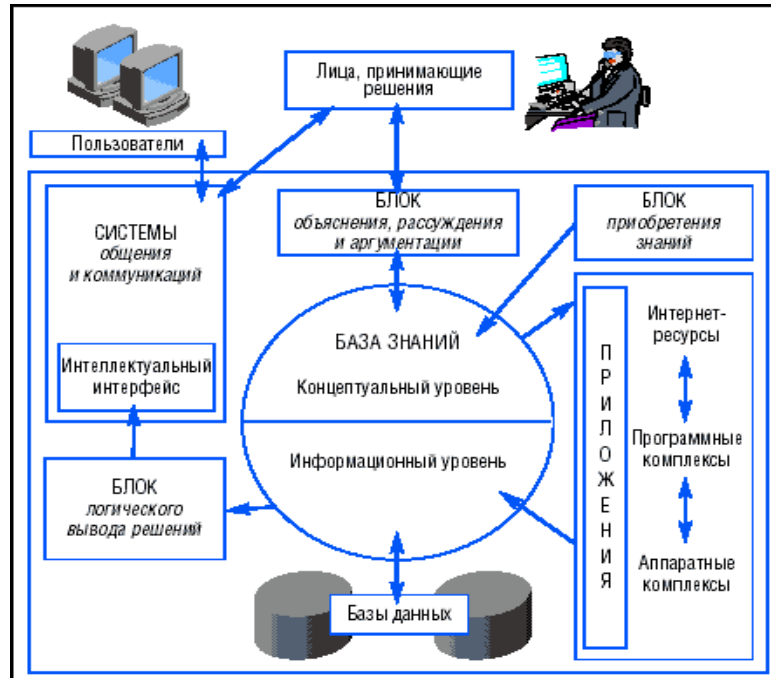 Лица, принимающие
решения
Пользователи
СИСТЕМЫ
общения
и коммуникаций
Интеллектуальный
интерфейс
БЛОК
объяснения, рассуждения
и аргументации
БЛОК
приобретения
знаний
БАЗА ЗНАНИЙ
Концептуальный уровень
Информационный уровень
БЛОК
логического
вывода решений
Базы данных
ПРИЛОЖЕНИЯ
Интернет-
ресурсы
Программные
комплексы
Аппаратные
комплексы